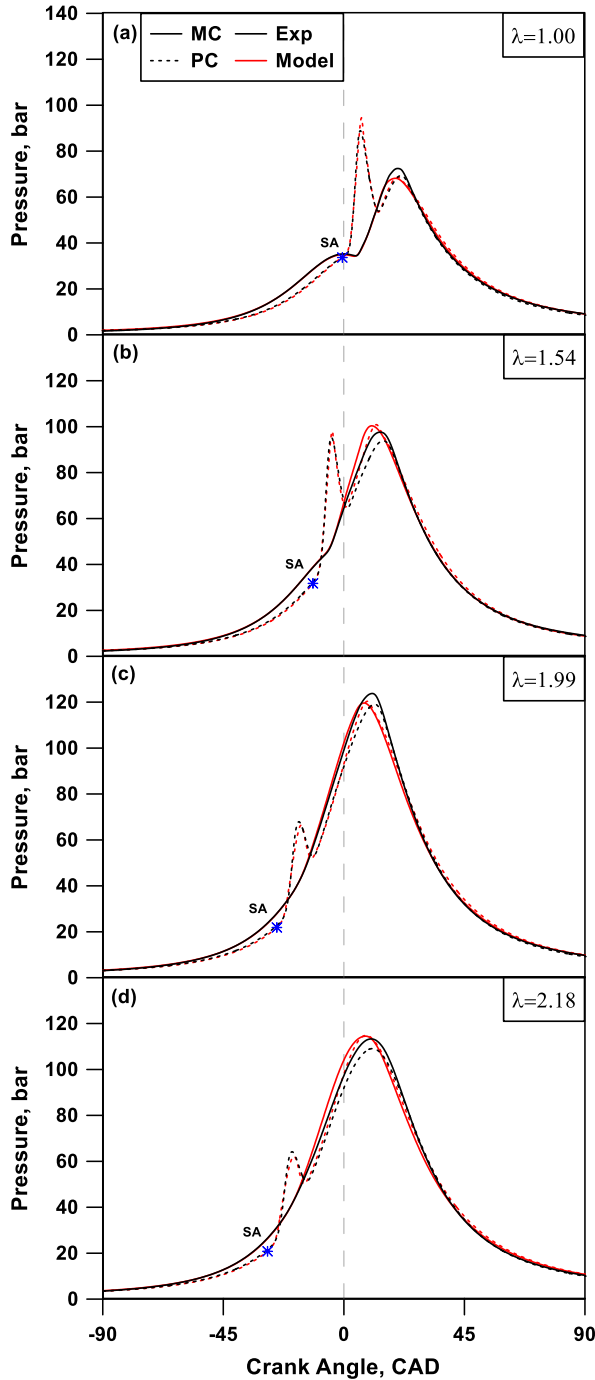 140
(a)
MC
Exp
λ=1.00
120
PC
Model
100
80
60
SA
40
20
0
Pressure, bar
(b)
λ=1.54
120
100
80
60
SA
40
20
0
Pressure, bar
(c)
λ=1.99
120
100
80
60
40
SA
20
0
Pressure, bar
(d)
λ=2.18
120
100
80
60
40
SA
20
0
Pressure, bar
-90 -45 0 45 90
Crank Angle, CAD